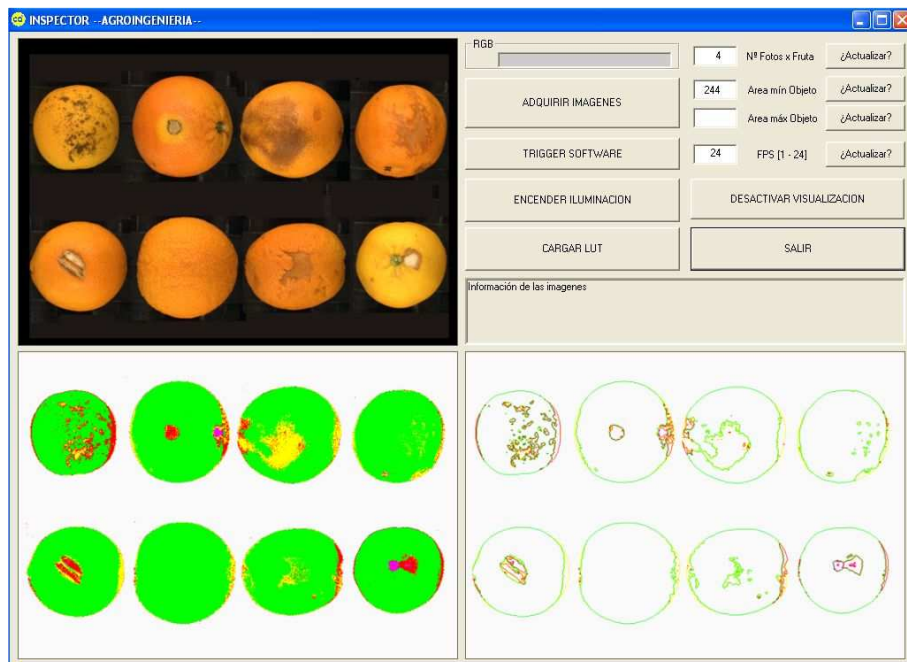 INSPECTOR --AGROINGENIERIA--
RGB
4 Nº Fotos x Fruta ¿Actualizar?
ADQUIRIR IMAGENES
244 Area mín Objeto ¿Actualizar?
Area máx Objeto ¿Actualizar?
TRIGGER SOFTWARE
24 FPS [1 - 24] ¿Actualizar?
ENCENDER ILUMINACION
DESACTIVAR VISUALIZACION
CARGAR LUT
SALIR
Información de las imagenes